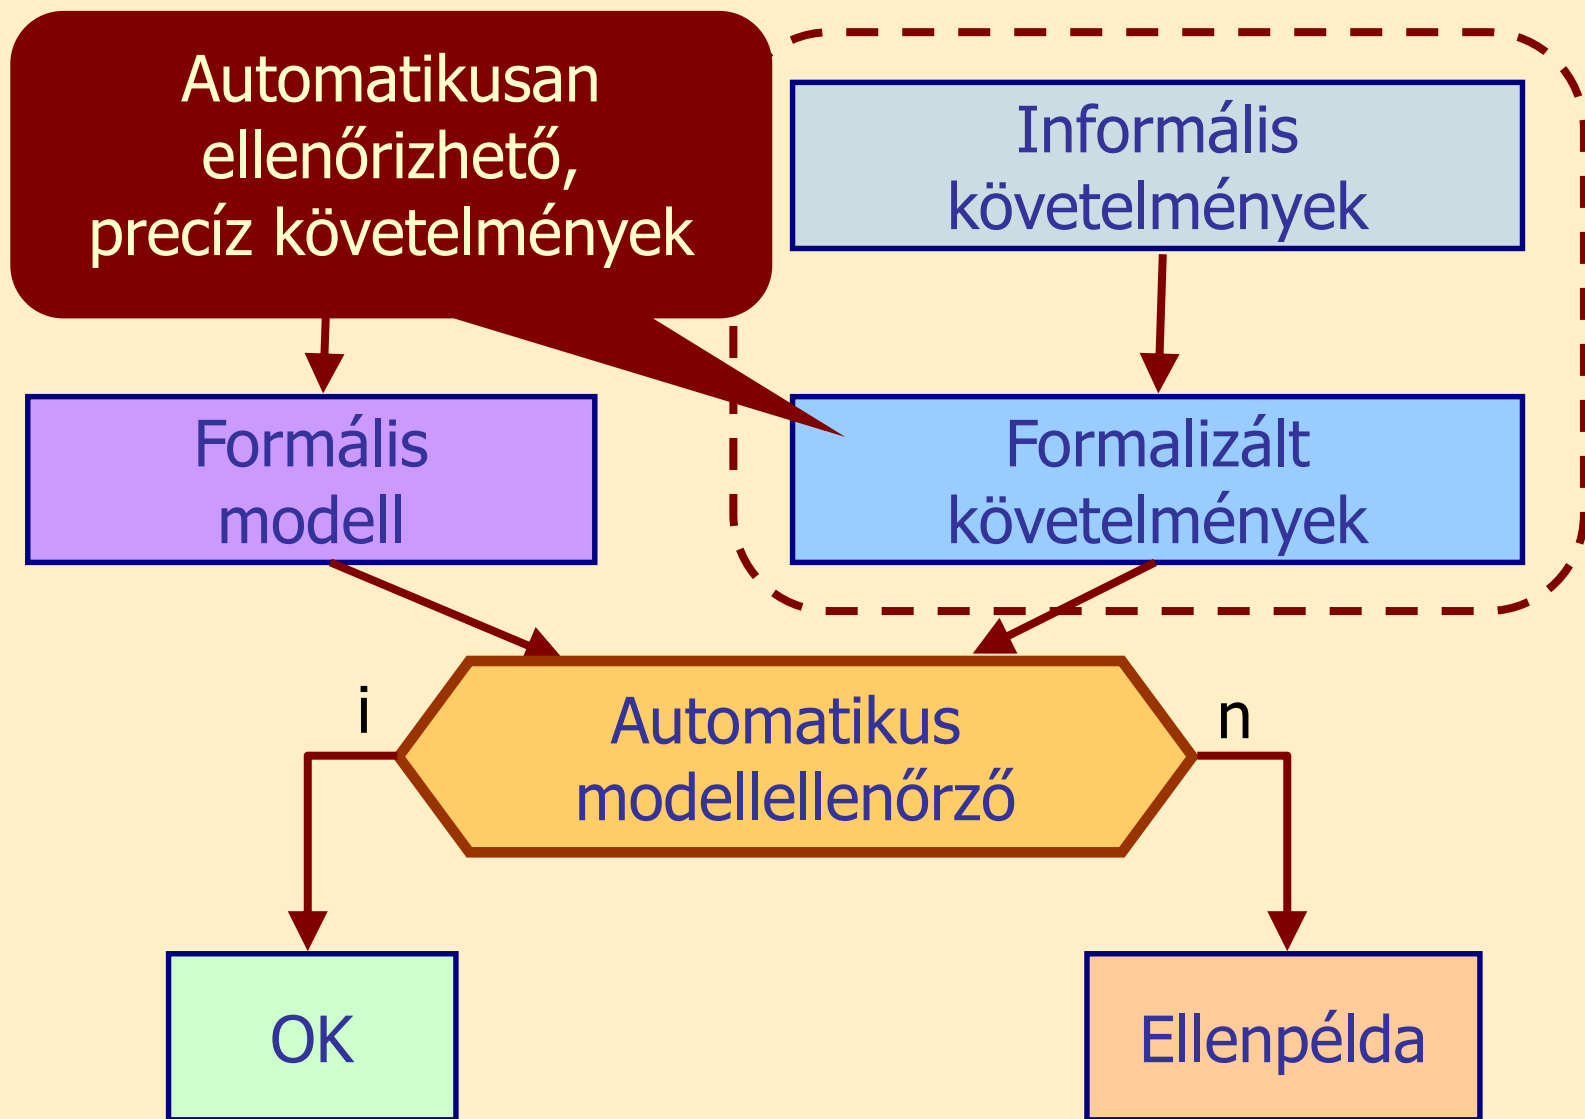 Automatikusan
ellenőrizhető,
precíz követelmények
Informális
követelmények
Formális
modell
Formalizált
követelmények
i
Automatikus
modellellenőrző
n
OK
Ellenpélda